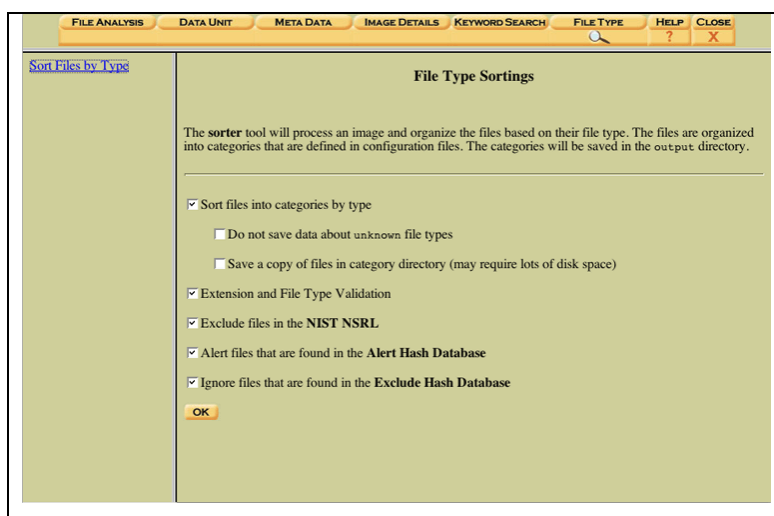 FILE ANALYSIS DATA UNIT META DATA IMAGE DETAILS KEYWORD SEARCH FILE TYPE HELP CLOSE
? X
Sort Files by Type
File Type Sortings
The sorter tool will process an image and organize the files based on their file type. The files are organized
into categories that are defined in configuration files. The categories will be saved in the output directory.
Sort files into categories by type
Do not save data about unknown file types
Save a copy of files in category directory (may require lots of disk space)
Extension and File Type Validation
Exclude files in the NIST NSRL
Alert files that are found in the Alert Hash Database
Ignore files that are found in the Exclude Hash Database
OK